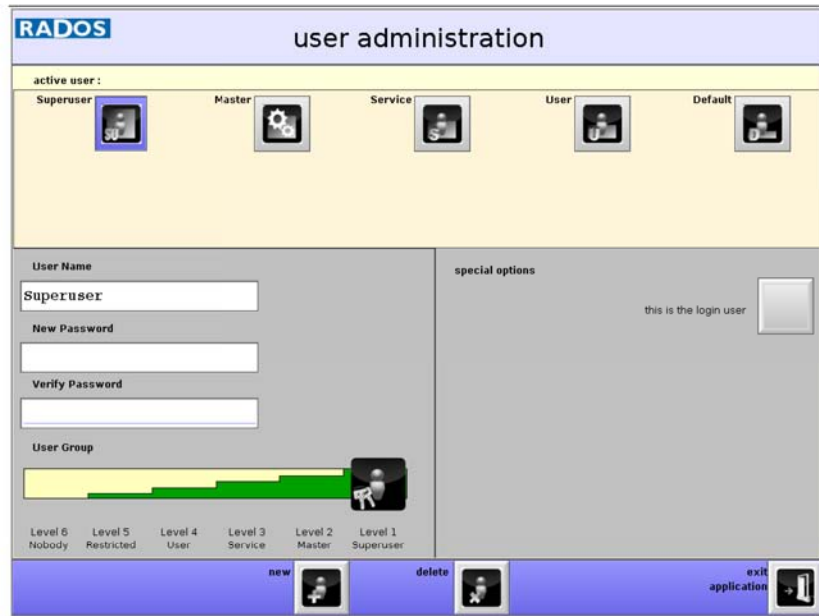 RADOS
user administration
active user :
Superuser Master Service User Default
SU S U D
User Name
Superuser
special options
this is the login user
New Password
Verify Password
User Group
Level 6 Level 5 Level 4 Level 3 Level 2 Level 1
Nobody Restricted User Service Master Superuser
new delete exit
application